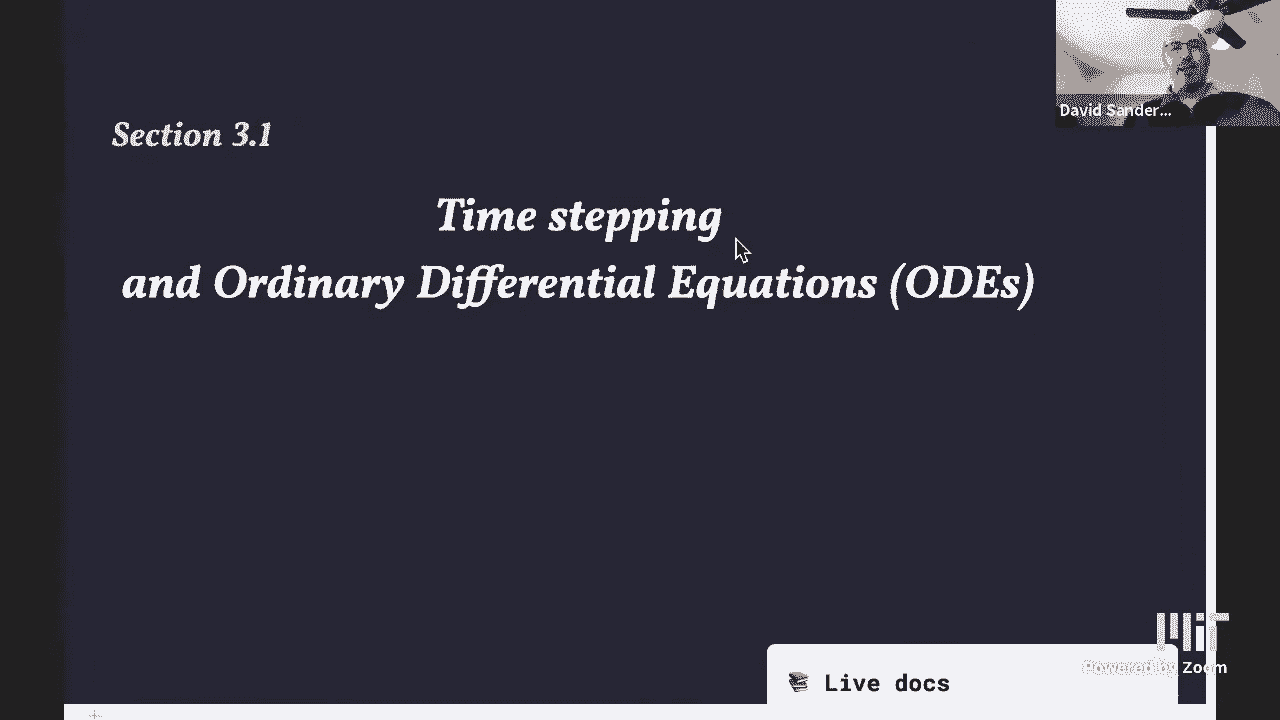 David Sander...
Section 3.1
Time stepping
and Ordinary Differential Equations (ODEs)
MIT
Powered by Zoom
Live docs